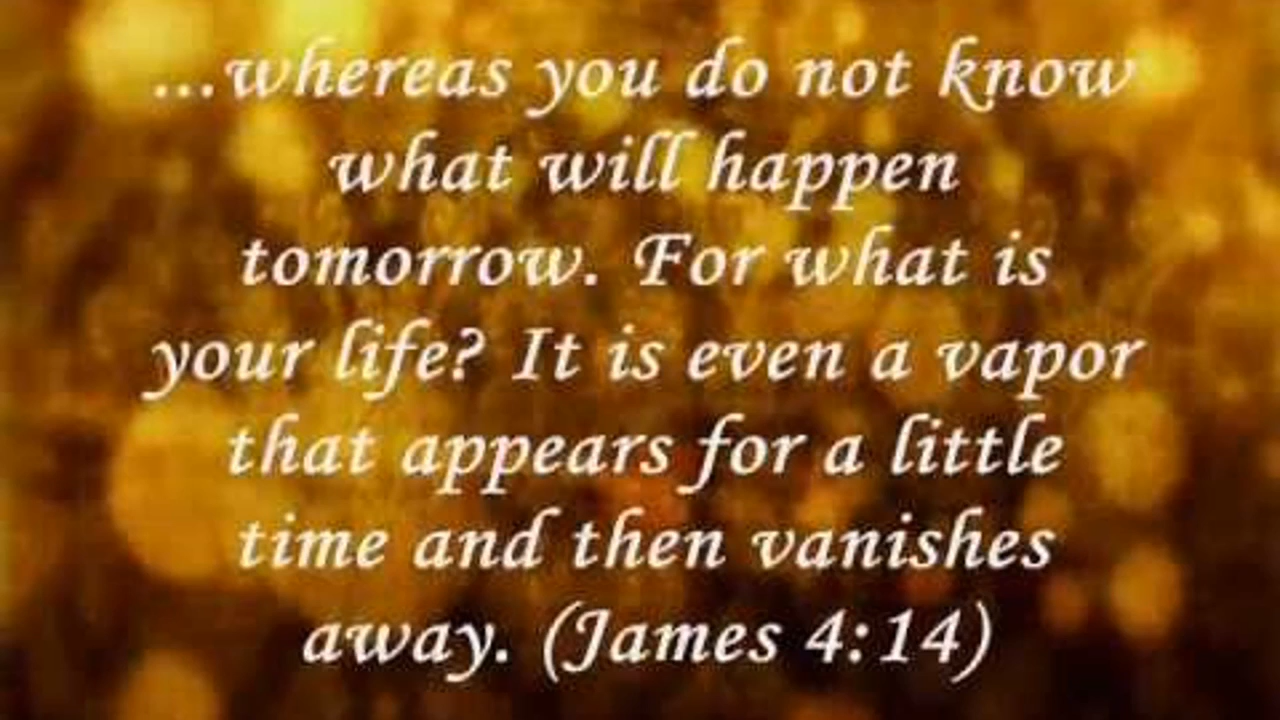 ...whereas you do not know
what will happen
tomorrow. For what is
your life? It is even a vapor
that appears for a little
time and then vanishes
away. (James 4:14)